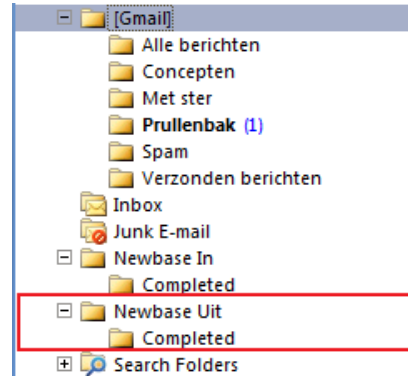 [Gmail]
Alle berichten
Concepten
Met ster
Prullenbak (1)
Spam
Verzonden berichten
Inbox
Junk E-mail
Newbase In
Completed
Newbase Uit
Completed
Search Folders